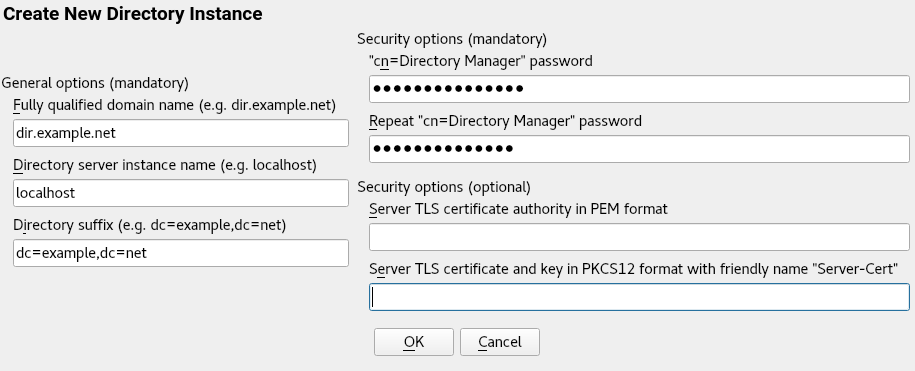 Create New Directory Instance
General options (mandatory)
Fully qualified domain name (e.g. dir.example.net)
dir.example.net
Directory server instance name (e.g. localhost)
localhost
Directory suffix (e.g. dc=example,dc=net)
dc=example,dc=net
Security options (mandatory)
"cn=Directory Manager" password
●●●●●●●●●●●●●●●
Repeat "cn=Directory Manager" password
●●●●●●●●●●●●●●
Security options (optional)
Server TLS certificate authority in PEM format
Server TLS certificate and key in PKCS12 format with friendly name "Server-Cert"
OK Cancel